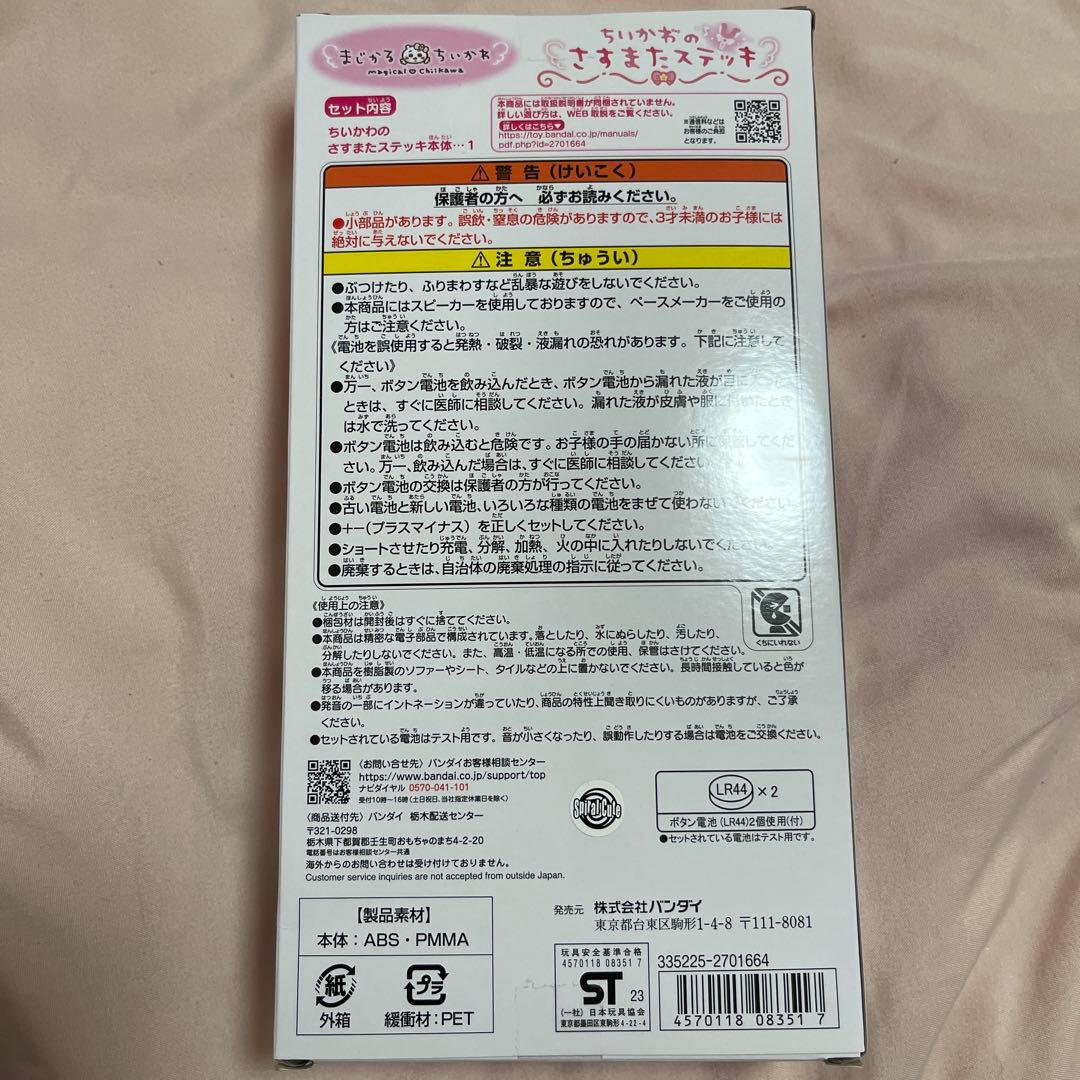 まじかる ちいかわ
magical Chiikawa
ちいかわの
さすまたステッキ
セット内容
ちいかわの
さすまたステッキ本体…1
本商品には取扱説明書が同梱されていません。
詳しい遊び方は、WEB取説をご覧ください。
詳しくはこちら▶
https://toy.bandai.co.jp/manuals/
pdf.php?id=2701664
※通信料などは
お客様のご負担
となります。
⚠警告(けいこく)
保護者の方へ 必ずお読みください。
●小部品があります。誤飲・窒息の危険がありますので、3才未満のお子様には
絶対に与えないでください。
⚠注意(ちゅうい)
●ぶつけたり、ふりまわすなど乱暴な遊びをしないでください。
●本商品にはスピーカーを使用しておりますので、ペースメーカーをご使用の
方はご注意ください。
《電池を誤使用すると発熱・破裂・液漏れの恐れがあります。下記に注意して
ください》
●万一、ボタン電池を飲み込んだとき、ボタン電池から漏れた液が目に入った
ときは、すぐに医師に相談してください。漏れた液が皮膚や服に付いたとき
は水で洗ってください。
●ボタン電池は飲み込むと危険です。お子様の手の届かない所に保管してくだ
さい。万一、飲み込んだ場合は、すぐに医師に相談してください。
●ボタン電池の交換は保護者の方が行ってください。
●古い電池と新しい電池、いろいろな種類の電池をまぜて使わないでください。
●+-(プラスマイナス)を正しくセットしてください。
●ショートさせたり充電、分解、加熱、火の中に入れたりしないでください。
●廃棄するときは、自治体の廃棄処理の指示に従ってください。
《使用上の注意》
●梱包材は開封後はすぐに捨ててください。
●本商品は精密な電子部品で構成されています。落としたり、水にぬらしたり、汚したり、
分解したりしないでください。また、高温・低温になる所での使用、保管はさけてください。
●本商品を樹脂製のソファーやシート、タイルなどの上に置かないでください。長時間接触していると色が
移る場合があります。
●発音の一部にイントネーションが違っていたり、商品の特性上聞き取りにくいものがありますが、ご了承
ください。
●セットされている電池はテスト用です。音が小さくなったり、誤動作したりする場合は電池をご交換ください。
くちにいれない
〈お問い合せ先〉バンダイお客様相談センター
https://www.bandai.co.jp/support/top
ナビダイヤル 0570-041-101
受付10時~16時(土日祝日、当社指定休業日を除く)
〈商品送付先〉バンダイ 栃木配送センター
〒321-0298
栃木県下都賀郡壬生町おもちゃのまち4-2-20
電話番号はお客様相談センター共通
海外からのお問い合わせは受け付けておりません。
Customer service inquiries are not accepted from outside Japan.
Spiral Cute
LR44 ×2
ボタン電池(LR44)2個使用(付)
●セットされている電池はテスト用です。
【製品素材】
本体:ABS・PMMA
紙
外箱
プラ
緩衝材:PET
発売元 株式会社バンダイ
東京都台東区駒形1-4-8 〒111-8081
玩具安全基準合格
4570118 08351 7
ST 23
(一社)日本玩具協会
東京都墨田区東駒形4-22-4
335225-2701664
4570118 08351 7